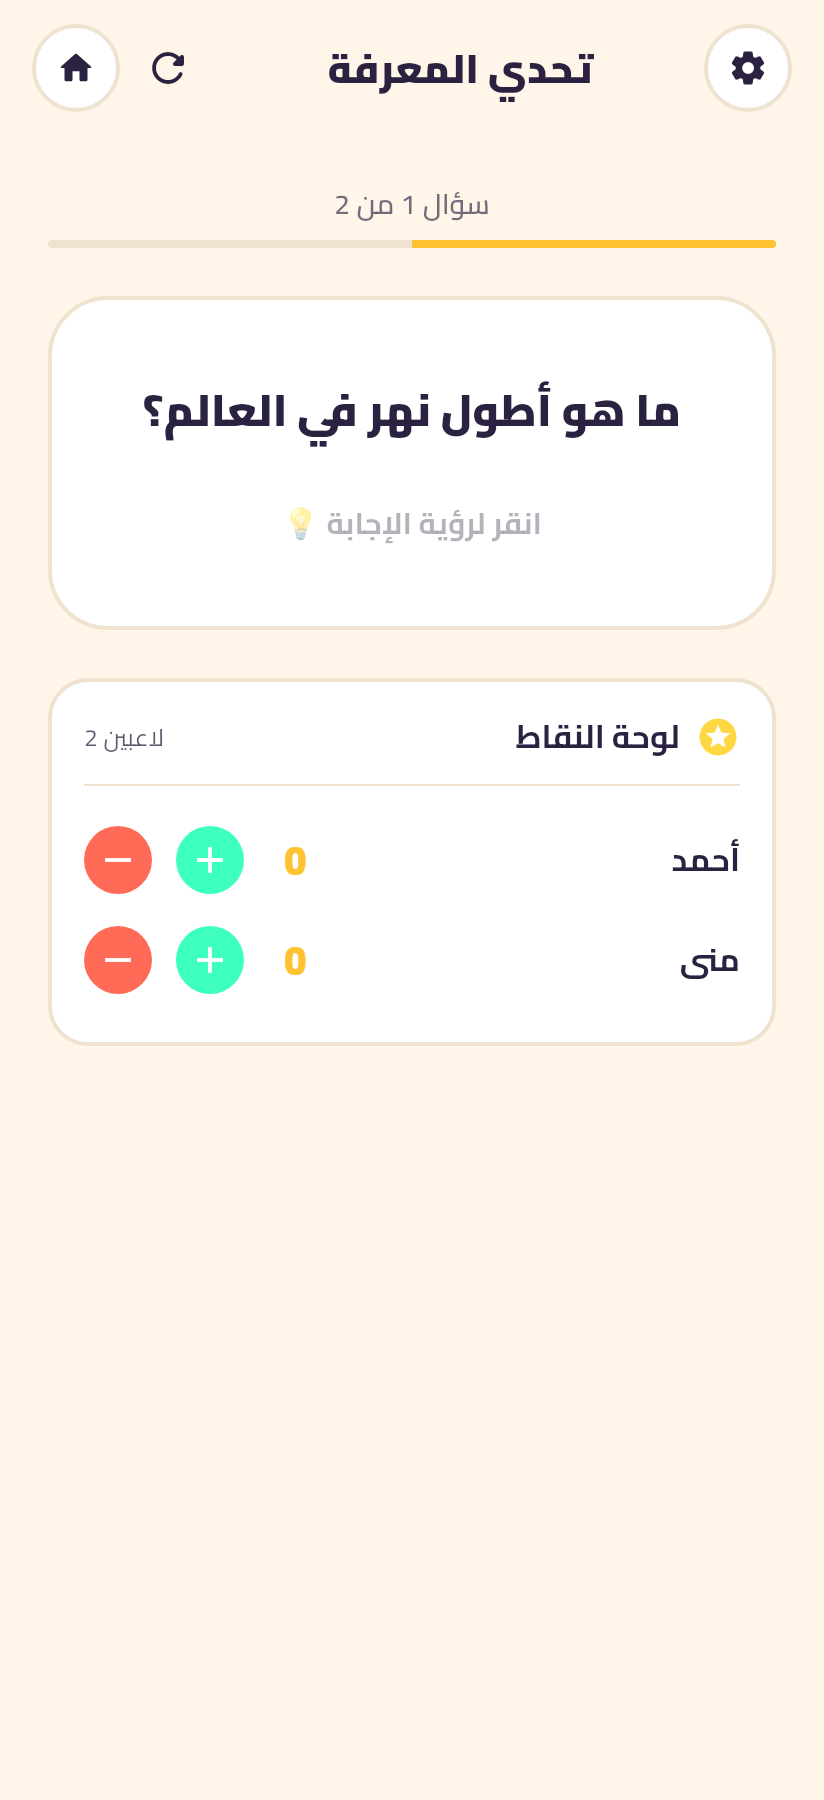 تحدي المعرفة
سؤال 1 من 2
ما هو أطول نهر في العالم؟
انقر لرؤية الإجابة 💡
لوحة النقاط
لاعبين 2
أحمد
0
منى
0